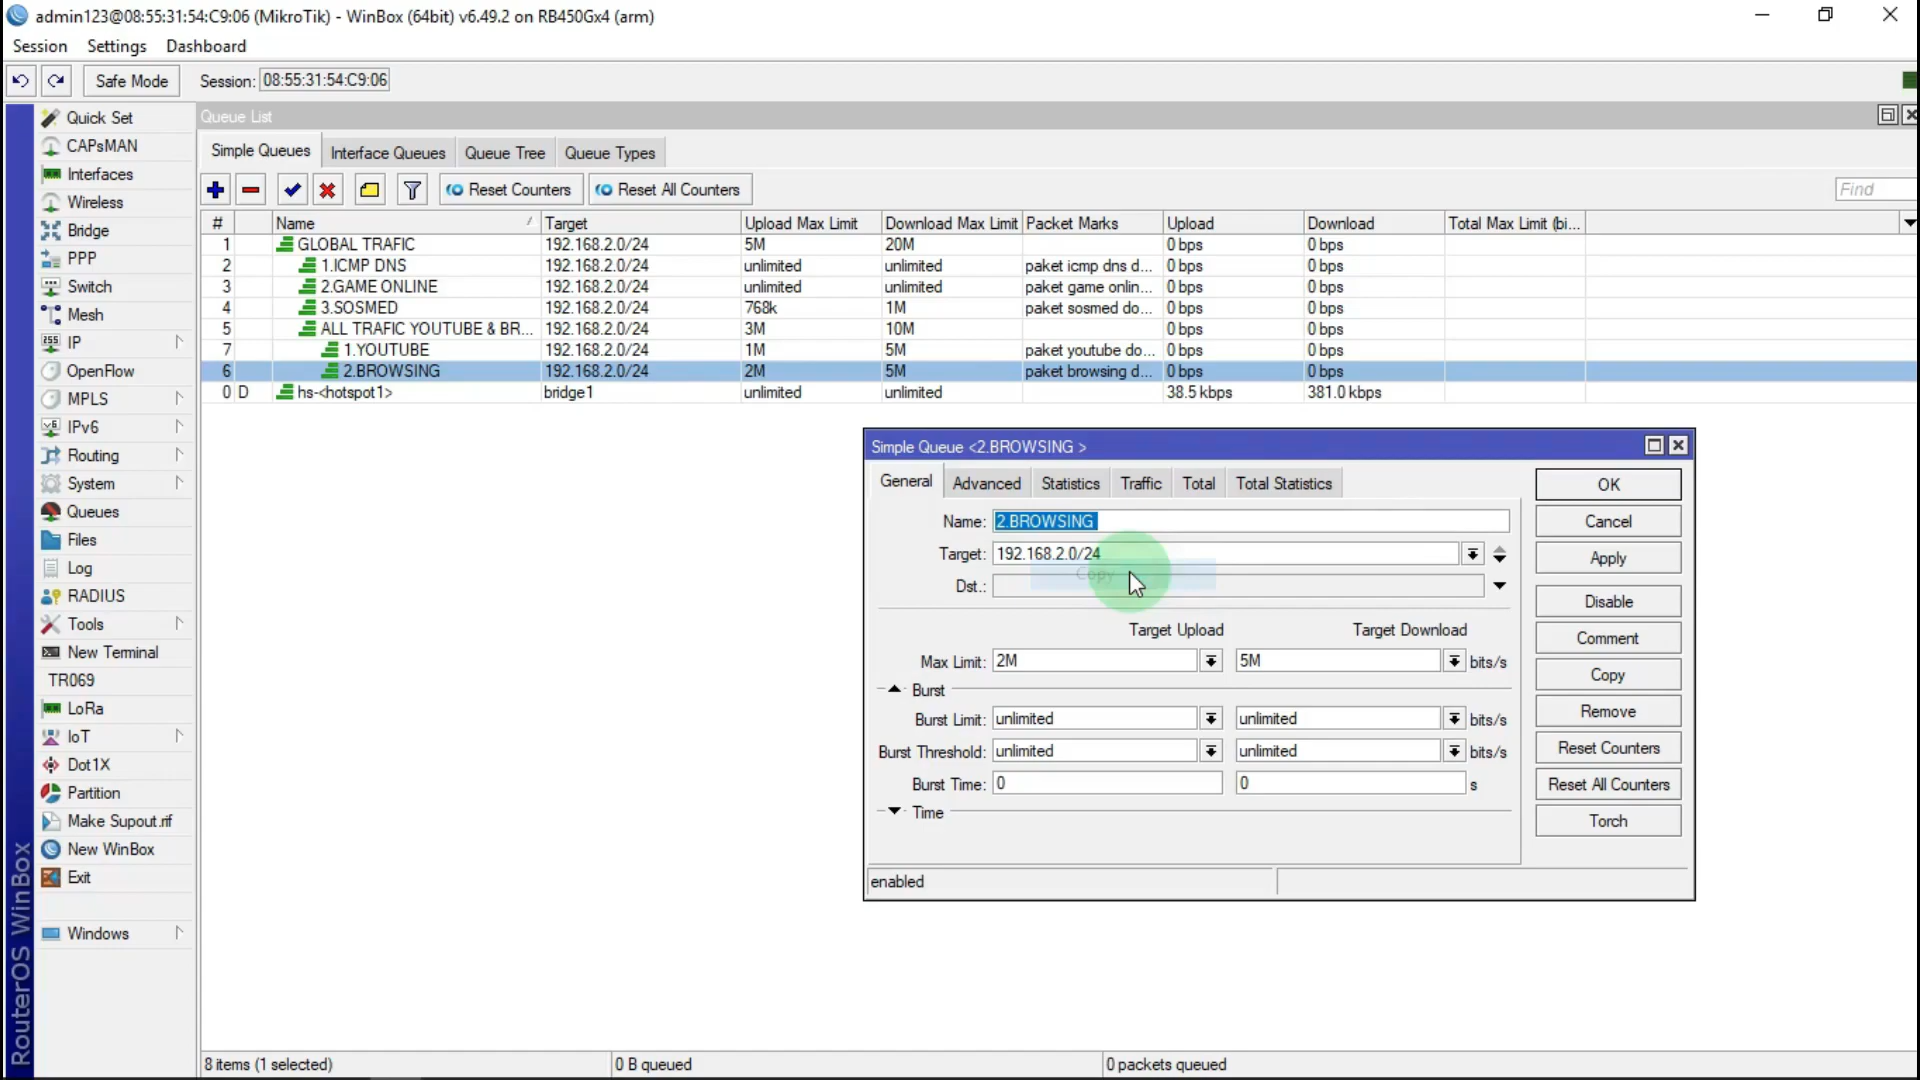 admin123@08:55:31:54:C9:06 (MikroTik) - WinBox (64bit) v6.49.2 on RB450Gx4 (arm)
Session Settings Dashboard
Safe Mode Session: 08:55:31:54:C9:06
Quick Set
CAPsMAN
Interfaces
Wireless
Bridge
PPP
Switch
Mesh
IP
OpenFlow
MPLS
IPv6
Routing
System
Queues
Files
Log
RADIUS
Tools
New Terminal
TR069
LoRa
IoT
Dot1X
Partition
Make Supout.rif
New WinBox
Exit
Windows
RouterOS WinBox
Queue List
Simple Queues Interface Queues Queue Tree Queue Types
Reset Counters Reset All Counters Find
# Name Target Upload Max Limit Download Max Limit Packet Marks Upload Download Total Max Limit (bi...
1 GLOBAL TRAFIC 192.168.2.0/24 5M 20M 0 bps 0 bps
2 1.ICMP DNS 192.168.2.0/24 unlimited unlimited paket icmp dns d... 0 bps 0 bps
3 2.GAME ONLINE 192.168.2.0/24 unlimited unlimited paket game onlin... 0 bps 0 bps
4 3.SOSMED 192.168.2.0/24 768k 1M paket sosmed do... 0 bps 0 bps
5 ALL TRAFIC YOUTUBE & BR... 192.168.2.0/24 3M 10M 0 bps 0 bps
7 1.YOUTUBE 192.168.2.0/24 1M 5M paket youtube do... 0 bps 0 bps
6 2.BROWSING 192.168.2.0/24 2M 5M paket browsing d... 0 bps 0 bps
0 D hs-<hotspot1> bridge1 unlimited unlimited 38.5 kbps 381.0 kbps
Simple Queue <2.BROWSING >
General Advanced Statistics Traffic Total Total Statistics
Name: 2.BROWSING
Target: 192.168.2.0/24
Copy
Dst.:
Target Upload Target Download
Max Limit: 2M 5M bits/s
Burst
Burst Limit: unlimited unlimited bits/s
Burst Threshold: unlimited unlimited bits/s
Burst Time: 0 0 s
Time
enabled
OK
Cancel
Apply
Disable
Comment
Copy
Remove
Reset Counters
Reset All Counters
Torch
8 items (1 selected) 0 B queued 0 packets queued